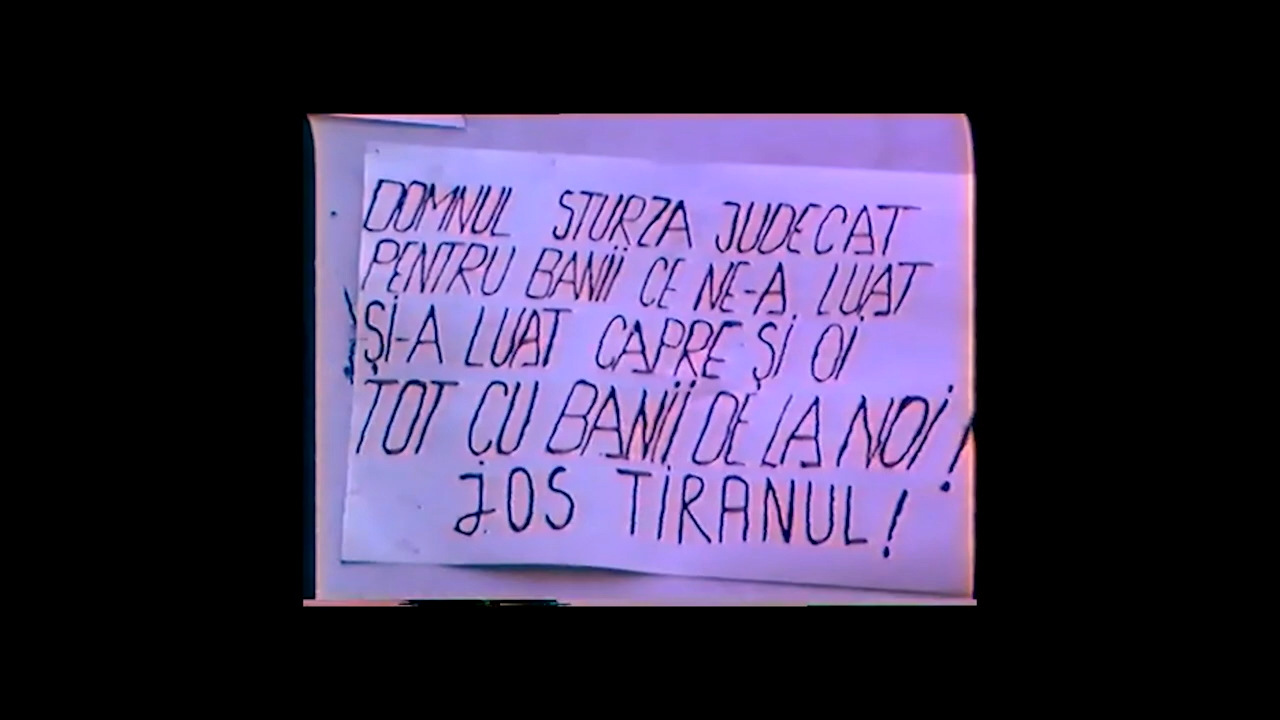 DOMNUL STURZA JUDECAT
PENTRU BANII CE NE-A LUAT
ȘI-A LUAT CAPRE ȘI OI
TOT CU BANII DE LA NOI!
JOS TIRANUL!